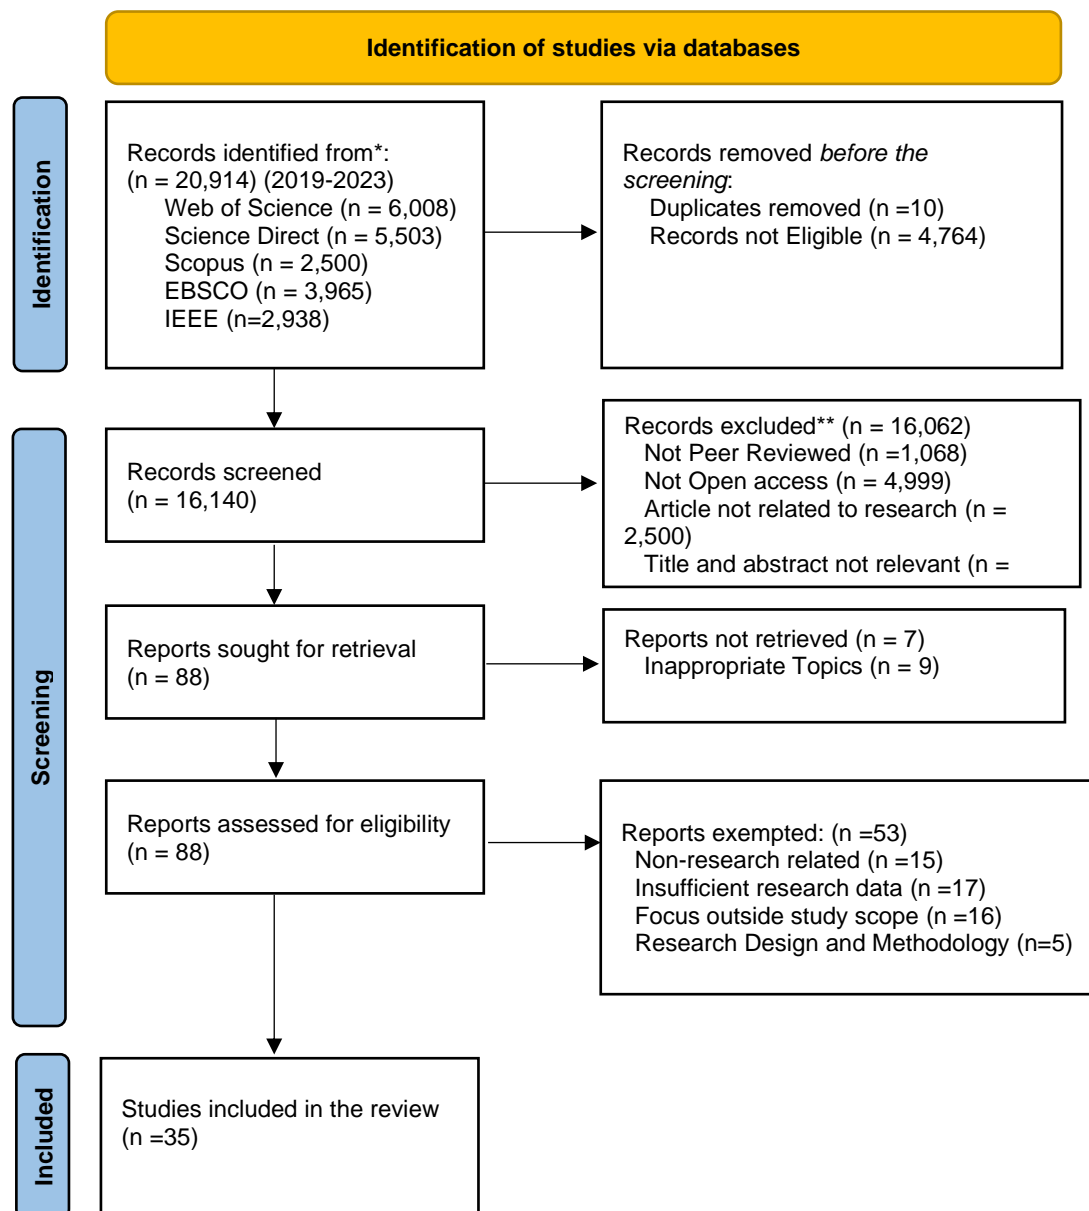 Identification of studies via databases
Identification
Records identified from*:
(n = 20,914) (2019-2023)
Web of Science (n = 6,008)
Science Direct (n = 5,503)
Scopus (n = 2,500)
EBSCO (n = 3,965)
IEEE (n=2,938)
Records removed before the
screening:
Duplicates removed (n =10)
Records not Eligible (n = 4,764)
Screening
Records screened
(n = 16,140)
Records excluded** (n = 16,062)
Not Peer Reviewed (n =1,068)
Not Open access (n = 4,999)
Article not related to research (n =
2,500)
Title and abstract not relevant (n =
Reports sought for retrieval
(n = 88)
Reports not retrieved (n = 7)
Inappropriate Topics (n = 9)
Reports assessed for eligibility
(n = 88)
Reports exempted: (n =53)
Non-research related (n =15)
Insufficient research data (n =17)
Focus outside study scope (n =16)
Research Design and Methodology (n=5)
Included
Studies included in the review
(n =35)